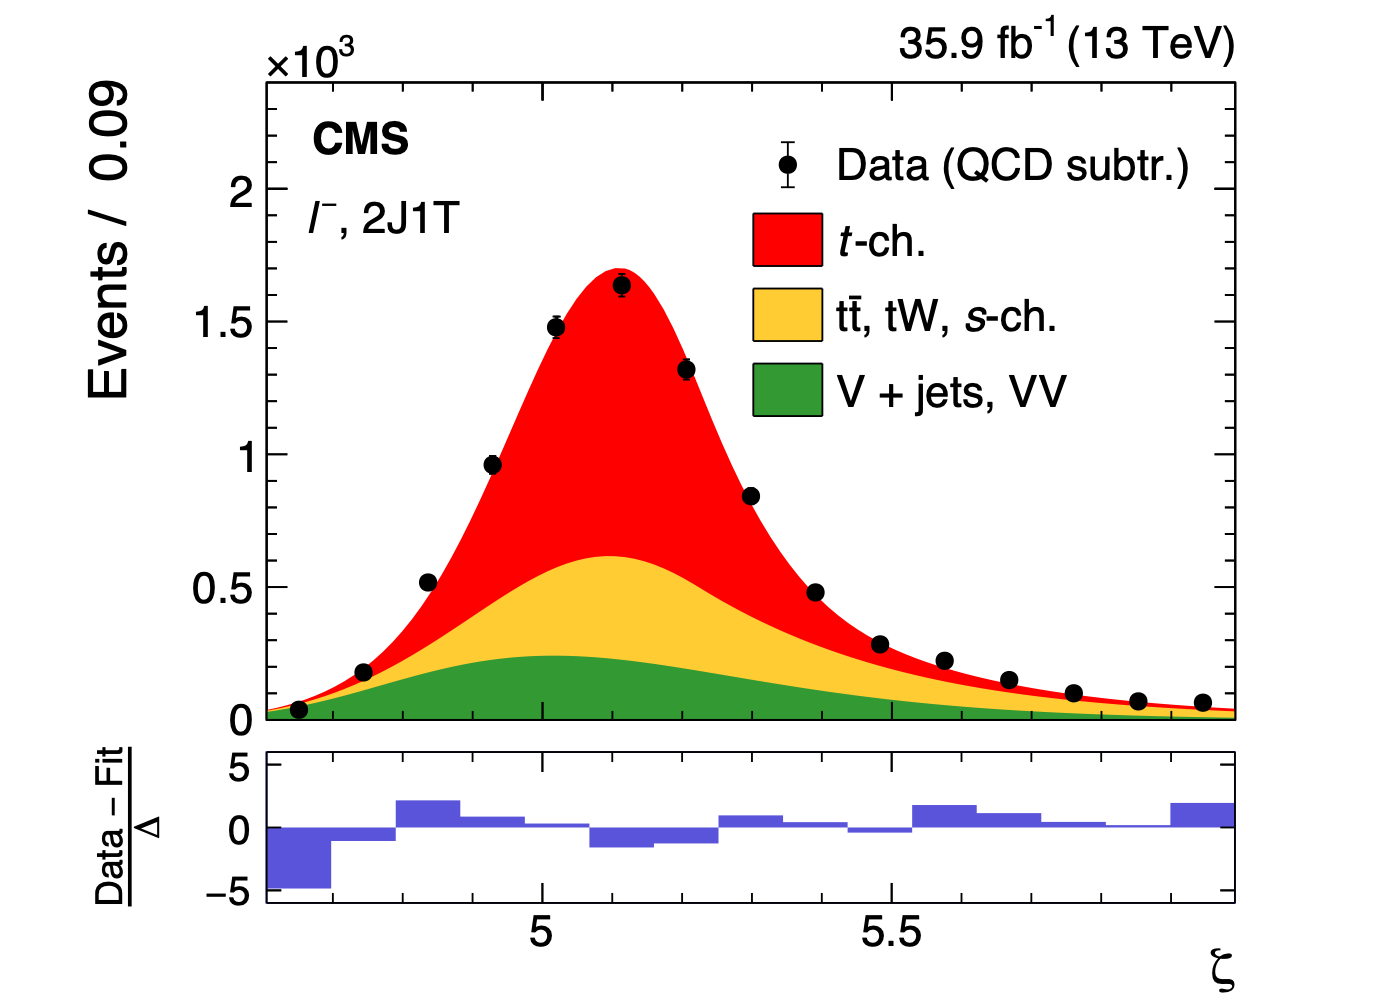 35.9 fb⁻¹ (13 TeV)
×10³
Events / 0.09
CMS
l⁻, 2J1T
Data (QCD subtr.)
t-ch.
tt̄, tW, s-ch.
V + jets, VV
2
1.5
1
0.5
0
Data − Fit
Δ
5
0
−5
5
5.5
ζ